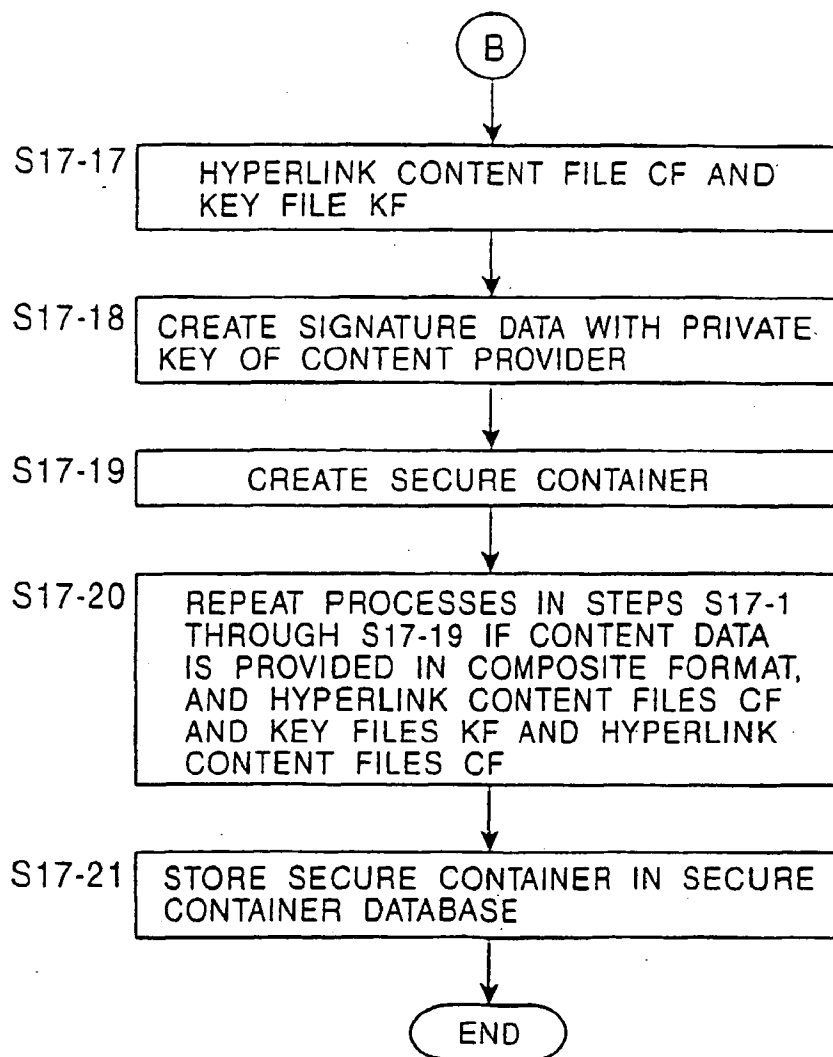 B
S17-17
HYPERLINK CONTENT FILE CF AND
KEY FILE KF
S17-18
CREATE SIGNATURE DATA WITH PRIVATE
KEY OF CONTENT PROVIDER
S17-19
CREATE SECURE CONTAINER
S17-20
REPEAT PROCESSES IN STEPS S17-1
THROUGH S17-19 IF CONTENT DATA
IS PROVIDED IN COMPOSITE FORMAT,
AND HYPERLINK CONTENT FILES CF
AND KEY FILES KF AND HYPERLINK
CONTENT FILES CF
S17-21
STORE SECURE CONTAINER IN SECURE
CONTAINER DATABASE
END